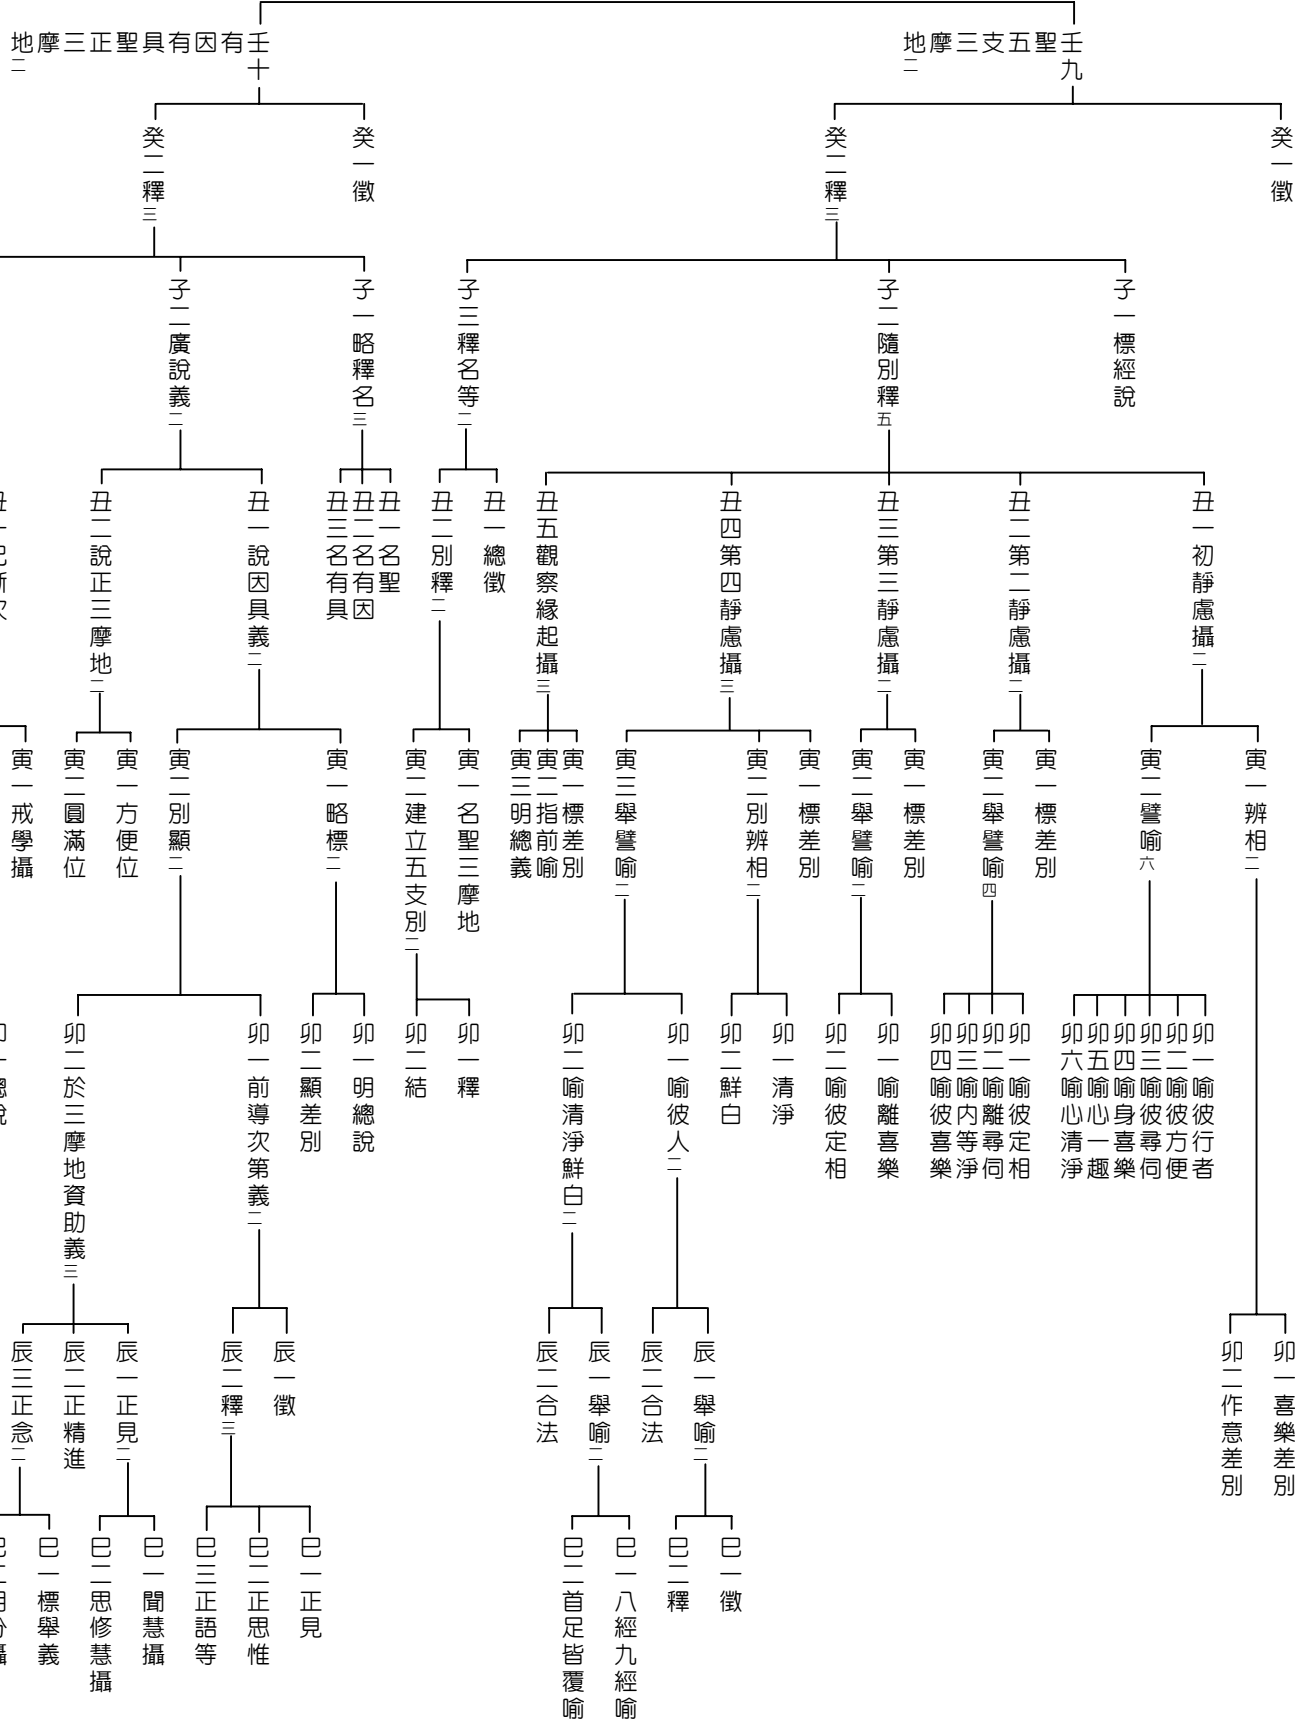 壬九聖五支三摩地二
壬十有因有具聖正三摩地二
癸一徵
癸二釋三
癸一徵
癸二釋三
子一標經說
子二隨別釋五
子三釋名等二
子一略釋名三
子二廣說義二
丑一初靜慮攝二
丑二第二靜慮攝二
丑三第三靜慮攝二
丑四第四靜慮攝三
丑五觀察緣起攝三
丑一總徵
丑二別釋二
丑一名聖
丑二名有因
丑三名有具
丑一說因具義二
丑二說正三摩地二
寅一辨相二
寅二譬喻六
寅一標差別
寅二舉譬喻四
寅一標差別
寅二舉譬喻二
寅一標差別
寅二別辨相二
寅三舉譬喻二
寅一標差別
寅二指前喻
寅三明總義
寅一名聖三摩地
寅二建立五支別二
寅一略標二
寅二別顯二
寅一方便位
寅二圓滿位
寅一戒學攝
卯一喻彼行者
卯二喻彼方便
卯三喻彼尋伺
卯四喻身喜樂
卯五喻心一趣
卯六喻心清淨
卯一喻彼定相
卯二喻離尋伺
卯三喻內等淨
卯四喻彼喜樂
卯一喻離喜樂
卯二喻彼定相
卯一清淨
卯二鮮白
卯一喻彼人二
卯二喻清淨鮮白二
卯一釋
卯二結
卯一明總說
卯二顯差別
卯一前導次第義二
卯二於三摩地資助義三
卯一喜樂差別
卯二作意差別
辰一舉喻二
辰二合法
辰一舉喻二
辰二合法
辰一徵
辰二釋三
辰一正見二
辰二正精進
辰三正念二
巳一徵
巳二釋
巳一八經九經喻
巳二首足皆覆喻
巳一正見
巳二正思惟
巳三正語等
巳一聞慧攝
巳二思修慧攝
巳一標舉義